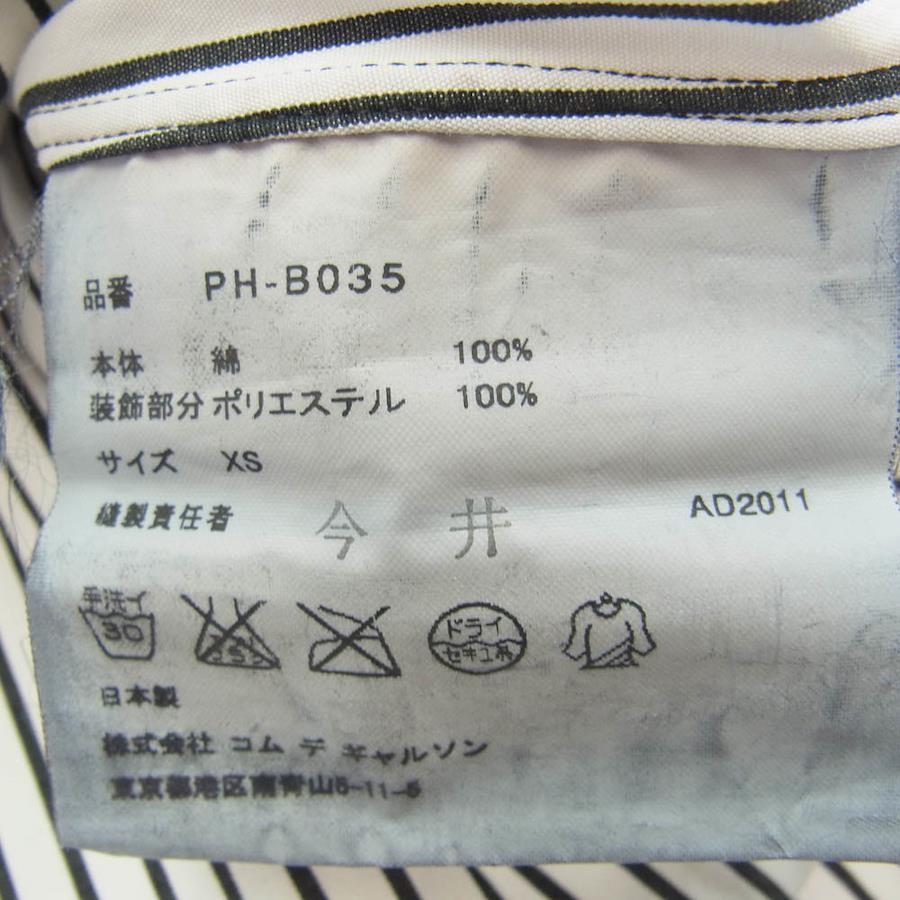 品番 PH-B035
本体 綿 100%
装飾部分 ポリエステル 100%
サイズ XS
縫製責任者 今井 AD2011
手洗イ
30
ドライ
セキユ系
日本製
株式会社 コム デ ギャルソン
東京都港区南青山5-11-5